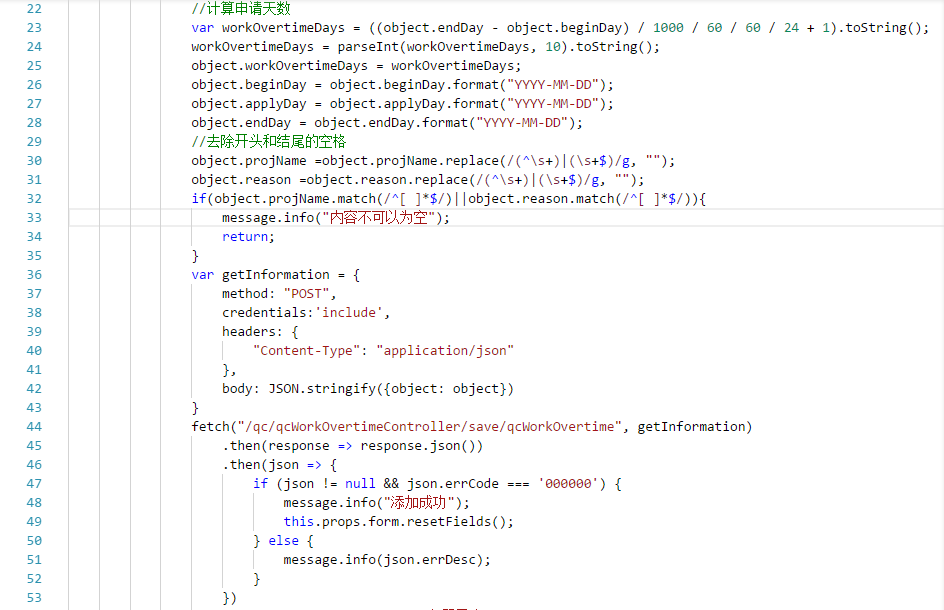 22 //计算申请天数
23 var workOvertimeDays = ((object.endDay - object.beginDay) / 1000 / 60 / 60 / 24 + 1).toString();
24 workOvertimeDays = parseInt(workOvertimeDays, 10).toString();
25 object.workOvertimeDays = workOvertimeDays;
26 object.beginDay = object.beginDay.format("YYYY-MM-DD");
27 object.applyDay = object.applyDay.format("YYYY-MM-DD");
28 object.endDay = object.endDay.format("YYYY-MM-DD");
29 //去除开头和结尾的空格
30 object.projName =object.projName.replace(/(^\s+)|(\s+$)/g, "");
31 object.reason =object.reason.replace(/(^\s+)|(\s+$)/g, "");
32 if(object.projName.match(/^[ ]*$/)||object.reason.match(/^[ ]*$/)){
33 message.info("内容不可以为空");
34 return;
35 }
36 var getInformation = {
37 method: "POST",
38 credentials:'include',
39 headers: {
40 "Content-Type": "application/json"
41 },
42 body: JSON.stringify({object: object})
43 }
44 fetch("/qc/qcWorkOvertimeController/save/qcWorkOvertime", getInformation)
45 .then(response => response.json())
46 .then(json => {
47 if (json != null && json.errCode === '000000') {
48 message.info("添加成功");
49 this.props.form.resetFields();
50 } else {
51 message.info(json.errDesc);
52 }
53 })